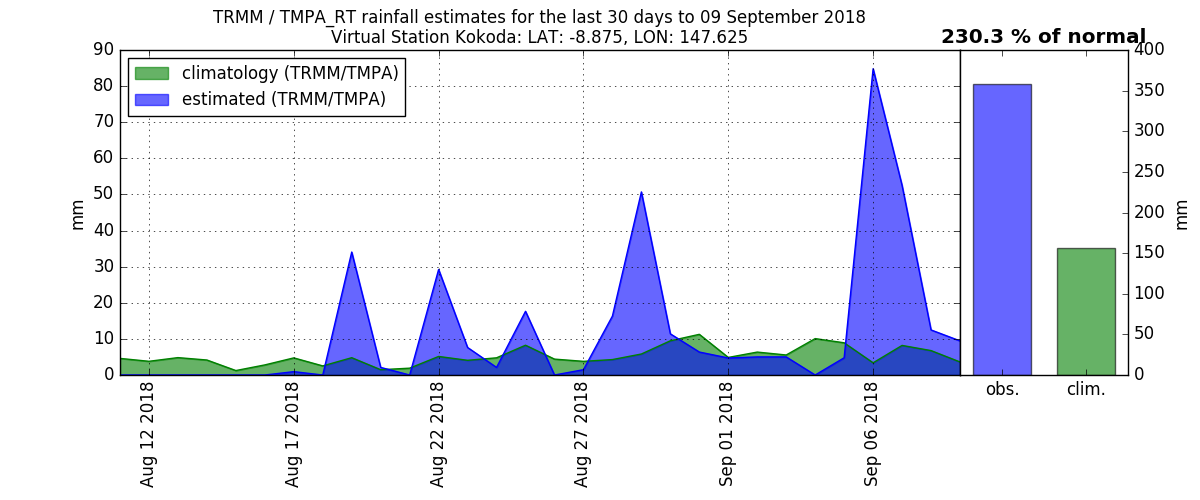 TRMM / TMPA_RT rainfall estimates for the last 30 days to 09 September 2018
Virtual Station Kokoda: LAT: -8.875, LON: 147.625
230.3 % of normal
climatology (TRMM/TMPA)
estimated (TRMM/TMPA)
90
80
70
60
50
40
30
20
10
0
mm
Aug 12 2018
Aug 17 2018
Aug 22 2018
Aug 27 2018
Sep 01 2018
Sep 06 2018
400
350
300
250
200
150
100
50
0
mm
obs.
clim.